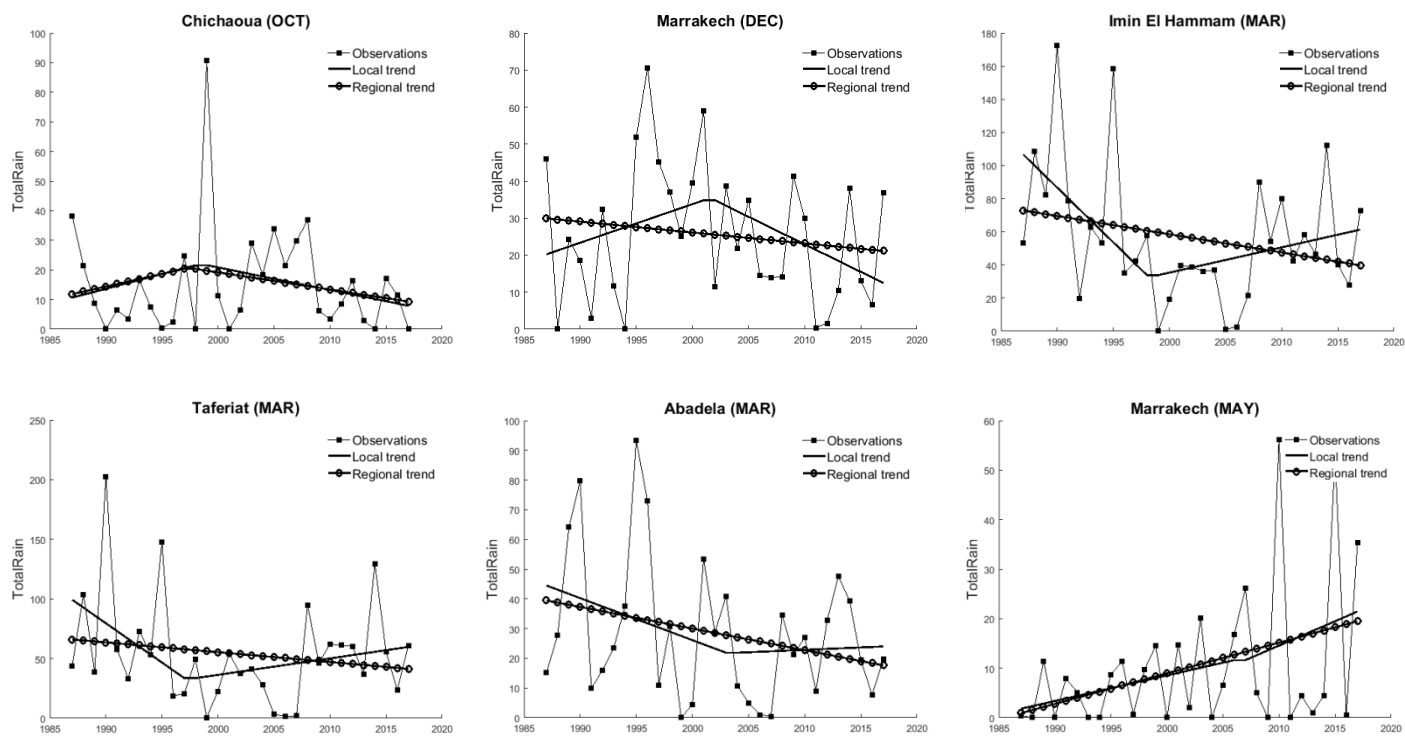 Chichaoua (OCT)
TotalRain
100
90
80
70
60
50
40
30
20
10
0
1985 1990 1995 2000 2005 2010 2015 2020
Observations
Local trend
Regional trend
Marrakech (DEC)
TotalRain
80
70
60
50
40
30
20
10
0
1985 1990 1995 2000 2005 2010 2015 2020
Observations
Local trend
Regional trend
Imin El Hammam (MAR)
TotalRain
180
160
140
120
100
80
60
40
20
0
1985 1990 1995 2000 2005 2010 2015 2020
Observations
Local trend
Regional trend
Taferiat (MAR)
TotalRain
250
200
150
100
50
0
1985 1990 1995 2000 2005 2010 2015 2020
Observations
Local trend
Regional trend
Abadela (MAR)
TotalRain
100
90
80
70
60
50
40
30
20
10
0
1985 1990 1995 2000 2005 2010 2015 2020
Observations
Local trend
Regional trend
Marrakech (MAY)
TotalRain
60
50
40
30
20
10
0
1985 1990 1995 2000 2005 2010 2015 2020
Observations
Local trend
Regional trend